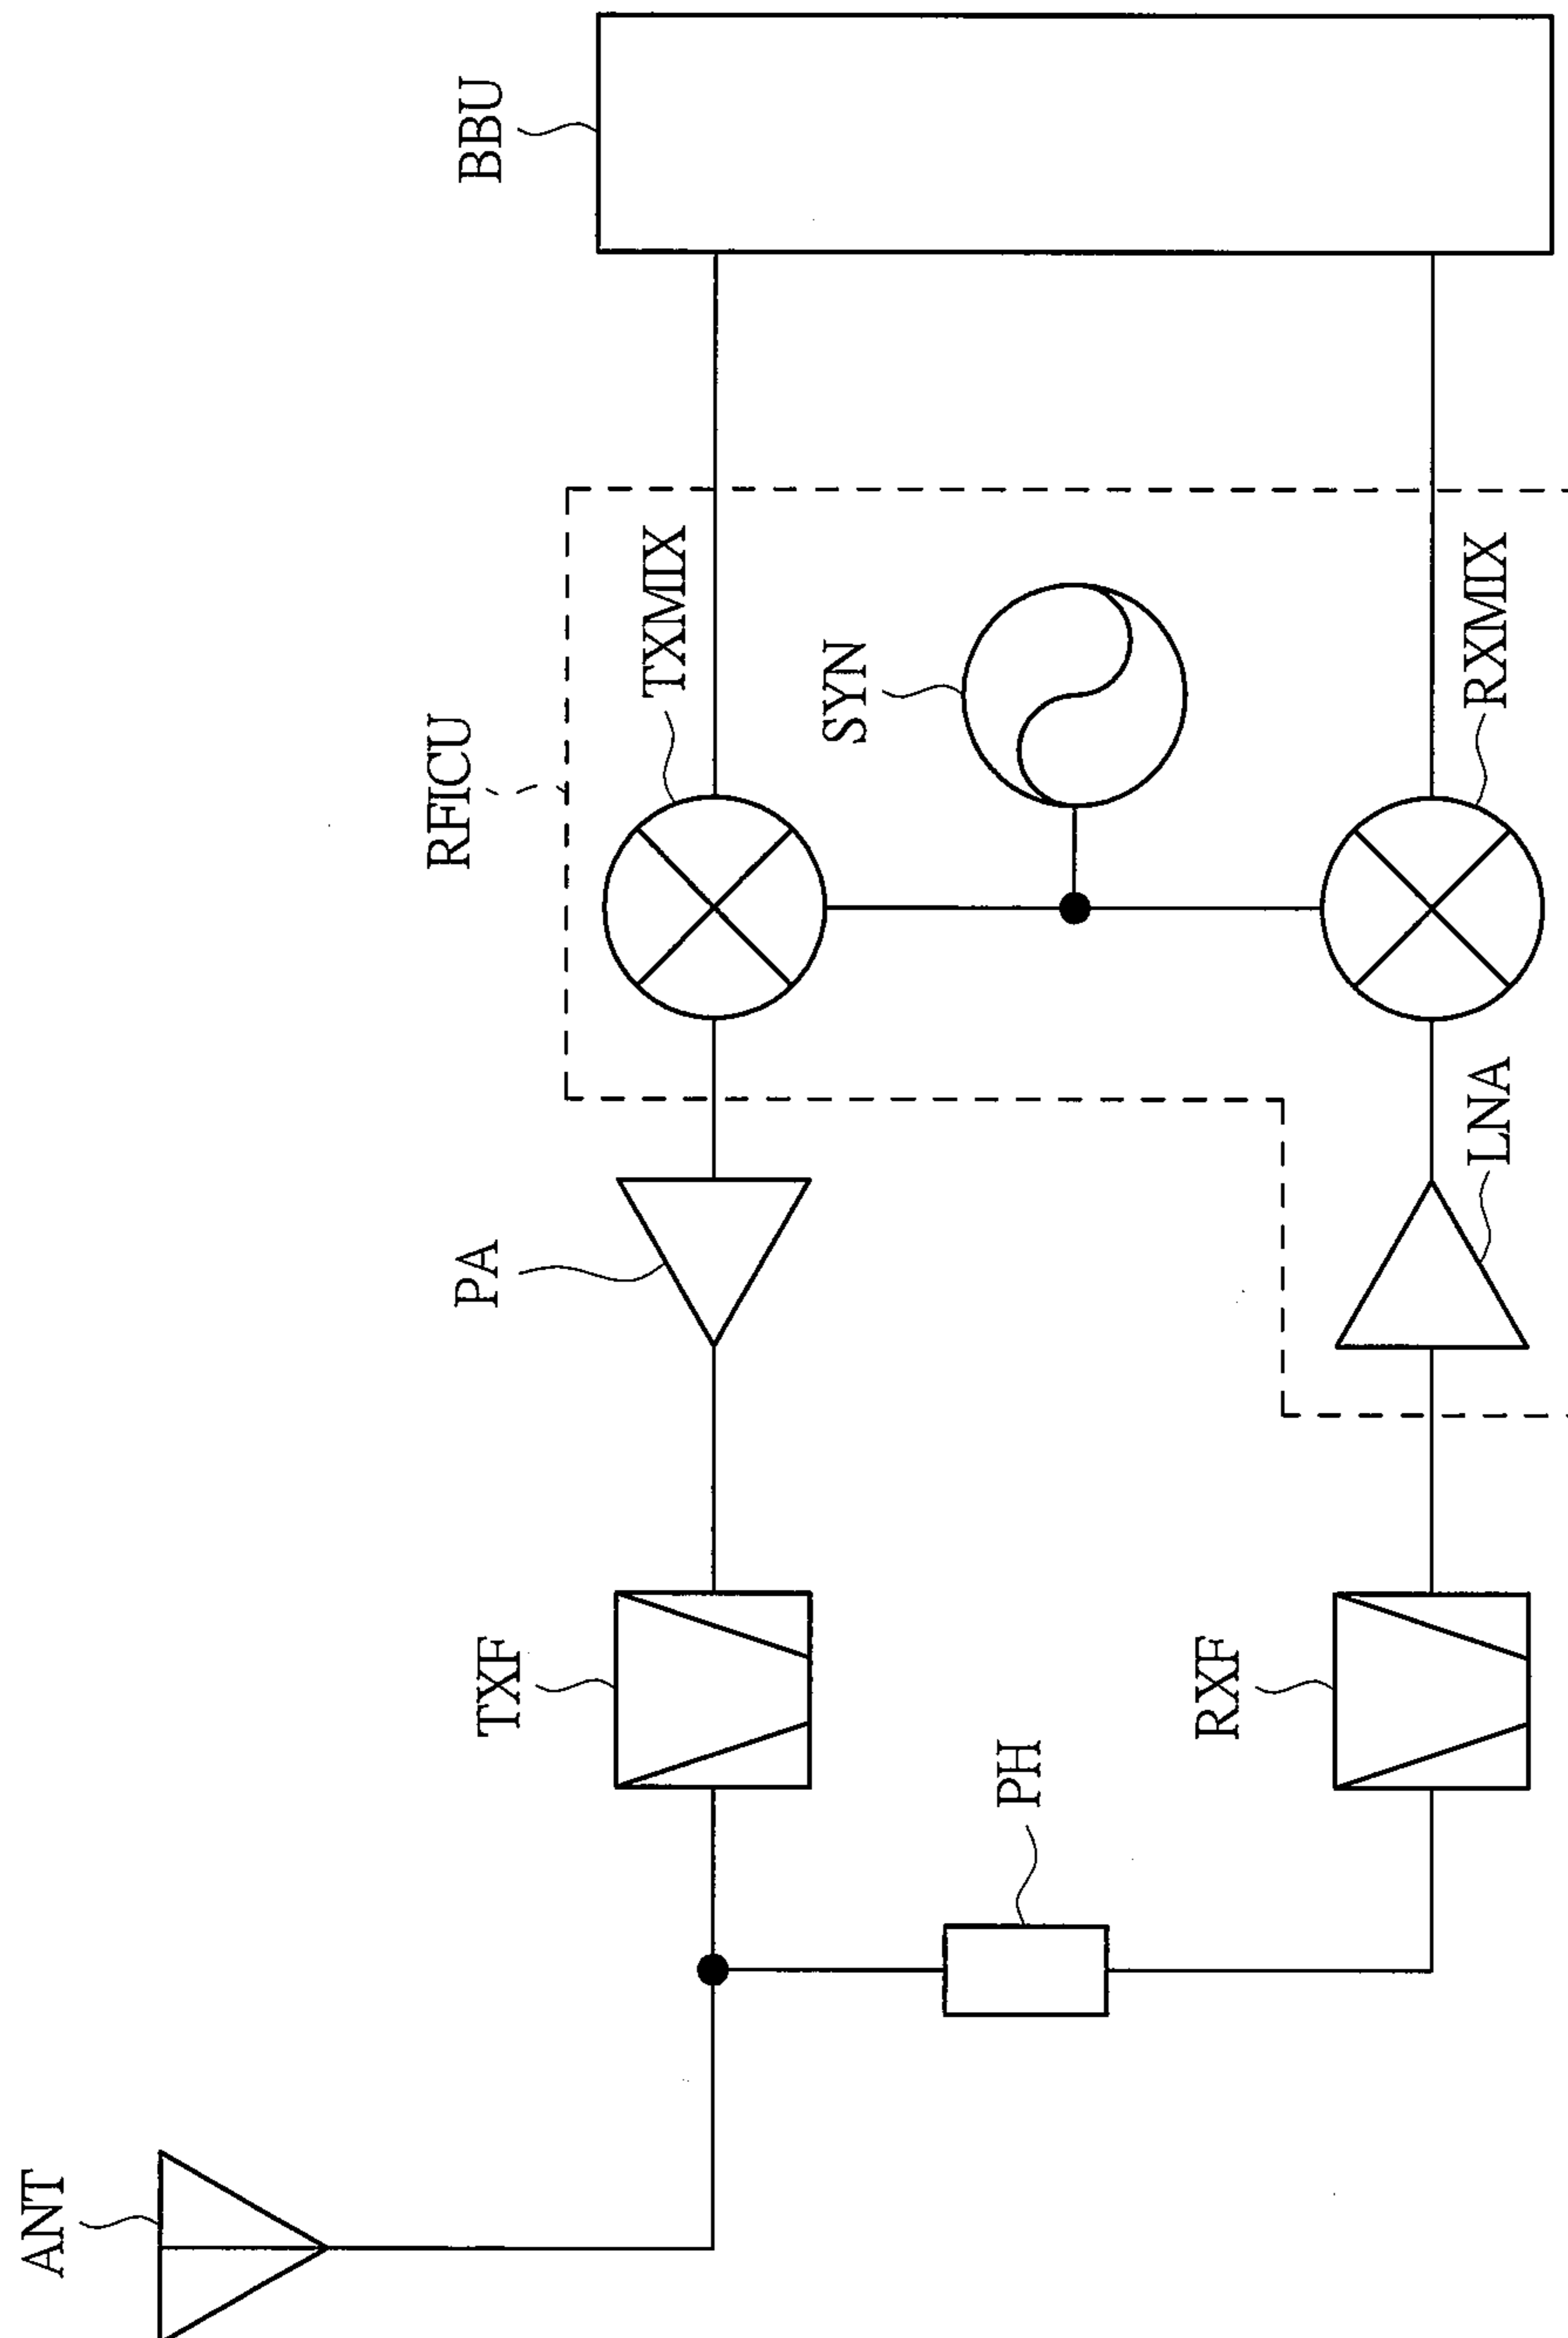 ANT
TXF
PH
RXF
PA
LNA
RFICU
TXMIX
SYN
RXMIX
BBU